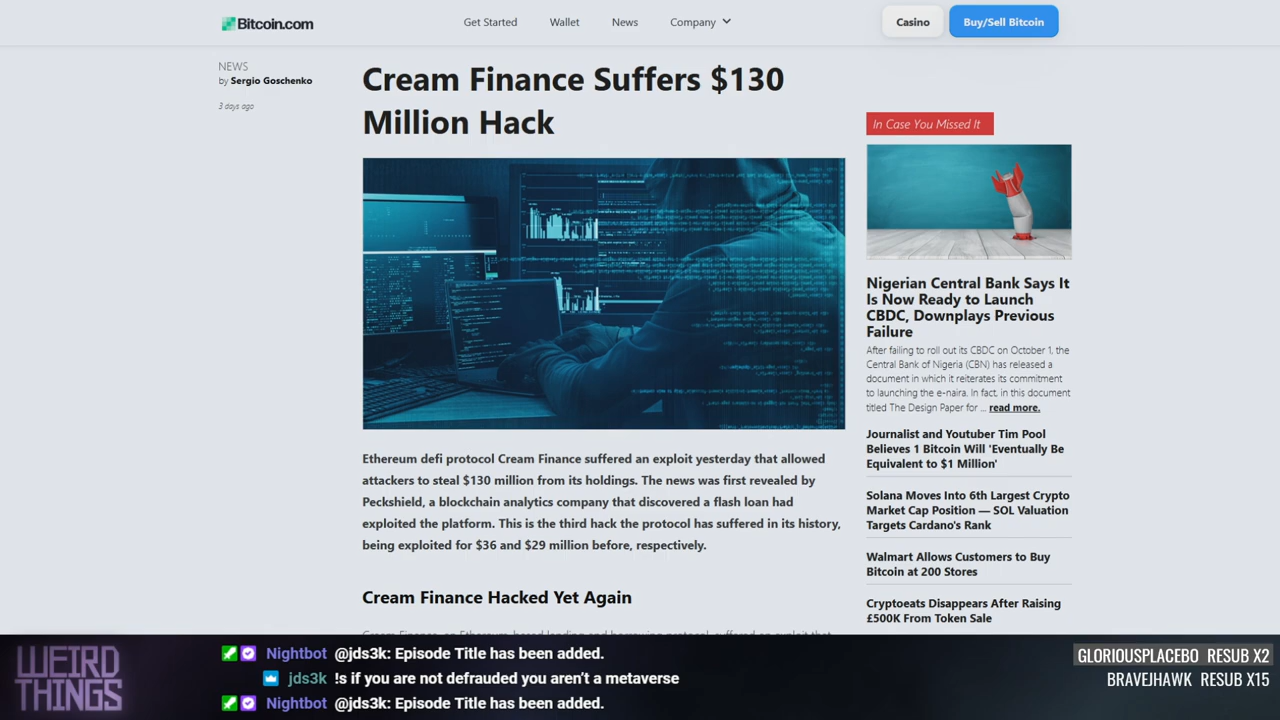 Bitcoin.com
Get Started
Wallet
News
Company
Casino
Buy/Sell Bitcoin
NEWS
by Sergio Goschenko
3 days ago
Cream Finance Suffers $130
Million Hack
Ethereum defi protocol Cream Finance suffered an exploit yesterday that allowed
attackers to steal $130 million from its holdings. The news was first revealed by
Peckshield, a blockchain analytics company that discovered a flash loan had
exploited the platform. This is the third hack the protocol has suffered in its history,
being exploited for $36 and $29 million before, respectively.
Cream Finance Hacked Yet Again
In Case You Missed It
Nigerian Central Bank Says It
Is Now Ready to Launch
CBDC, Downplays Previous
Failure
After failing to roll out its CBDC on October 1, the
Central Bank of Nigeria (CBN) has released a
document in which it reiterates its commitment
to launching the e-naira. In fact, in this document
titled The Design Paper for ... read more.
Journalist and Youtuber Tim Pool
Believes 1 Bitcoin Will 'Eventually Be
Equivalent to $1 Million'
Solana Moves Into 6th Largest Crypto
Market Cap Position — SOL Valuation
Targets Cardano's Rank
Walmart Allows Customers to Buy
Bitcoin at 200 Stores
Cryptoeats Disappears After Raising
£500K From Token Sale
WEIRD
THINGS
Nightbot @jds3k: Episode Title has been added.
jds3k !s if you are not defrauded you aren't a metaverse
Nightbot @jds3k: Episode Title has been added.
GLORIOUSPLACEBO RESUB X2
BRAVEJHAWK RESUB X15